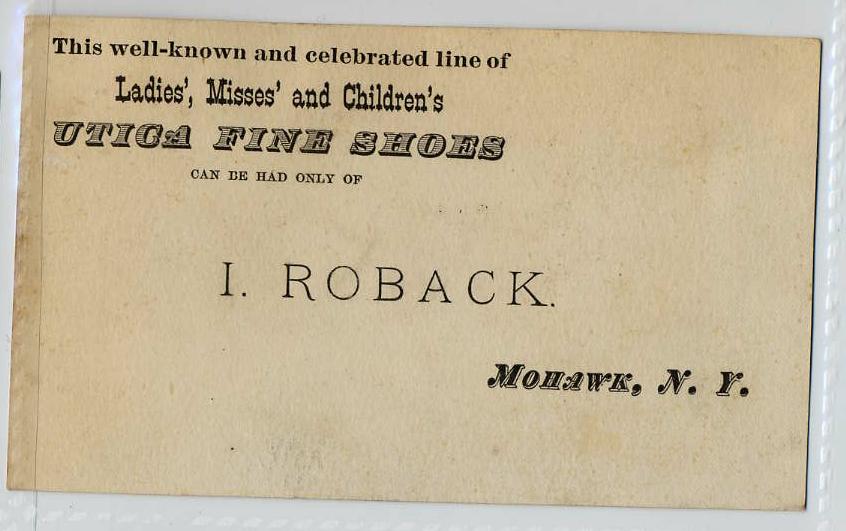 This well-known and celebrated line of
Ladies', Misses' and Children's
UTICA FINE SHOES
CAN BE HAD ONLY OF
I. ROBACK.
MOHAWK, N. Y.